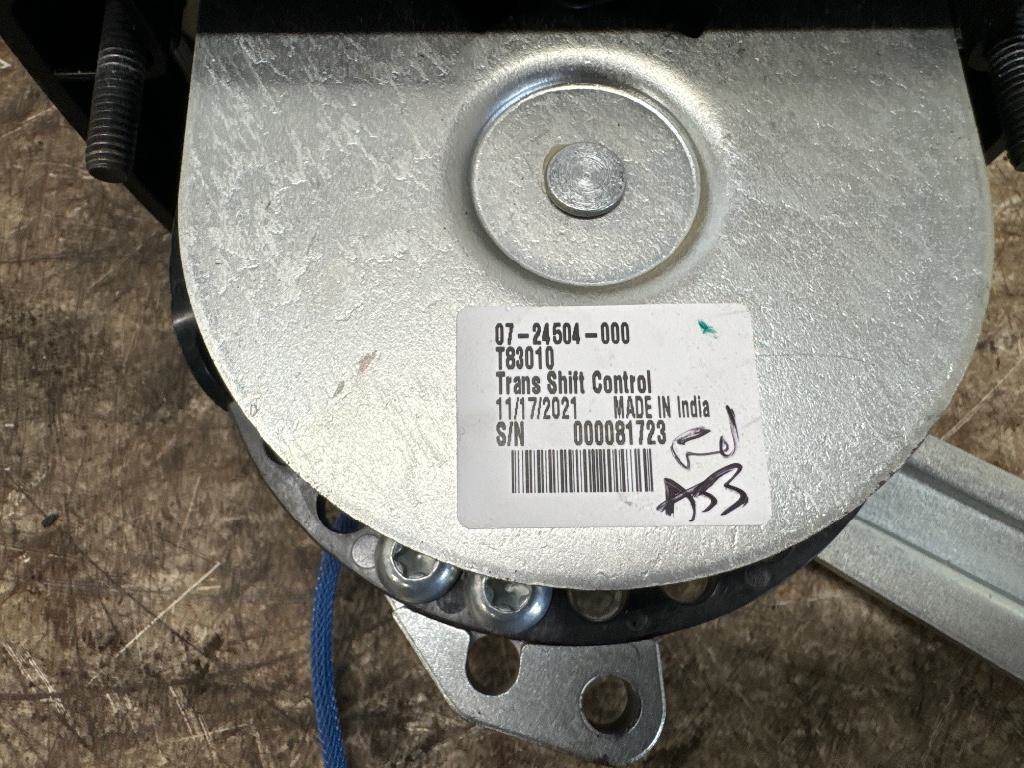 07-24504-000
T83010
Trans Shift Control
11/17/2021 MADE IN India
S/N 000081723